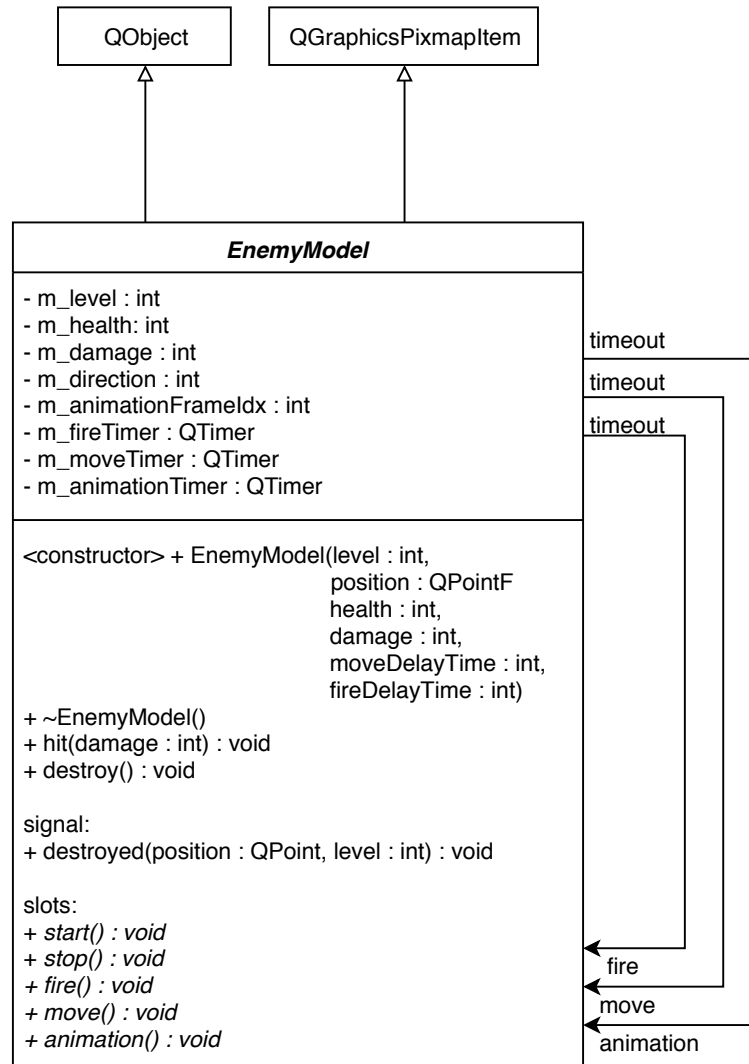 QObject
QGraphicsPixmapItem
EnemyModel
- m_level : int
- m_health: int
- m_damage : int
- m_direction : int
- m_animationFrameIdx : int
- m_fireTimer : QTimer
- m_moveTimer : QTimer
- m_animationTimer : QTimer
timeout
timeout
timeout
<constructor> + EnemyModel(level : int,
position : QPointF
health : int,
damage : int,
moveDelayTime : int,
fireDelayTime : int)
+ ~EnemyModel()
+ hit(damage : int) : void
+ destroy() : void
signal:
+ destroyed(position : QPoint, level : int) : void
slots:
+ start() : void
+ stop() : void
+ fire() : void
+ move() : void
+ animation() : void
fire
move
animation